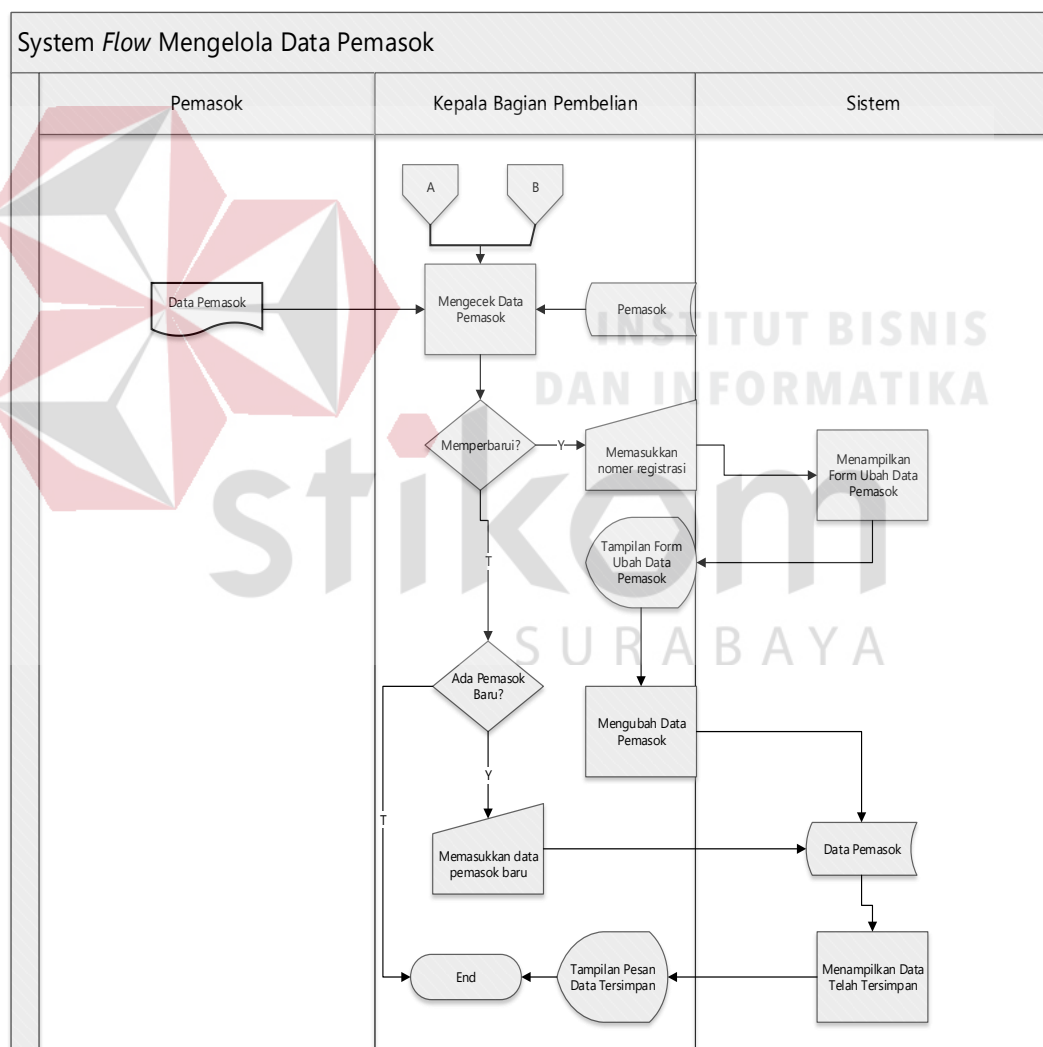 System Flow Mengelola Data Pemasok
Pemasok
Kepala Bagian Pembelian
Sistem
A
B
Data Pemasok
Mengecek Data
Pemasok
Pemasok
INSTITUT BISNIS
DAN INFORMATIKA
Memperbarui?
Y
Memasukkan
nomer registrasi
Menampilkan
Form Ubah Data
Pemasok
stikom
T
Tampilan Form
Ubah Data
Pemasok
SURABAYA
Ada Pemasok
Baru?
Mengubah Data
Pemasok
Y
T
Memasukkan data
pemasok baru
Data Pemasok
End
Tampilan Pesan
Data Tersimpan
Menampilkan Data
Telah Tersimpan